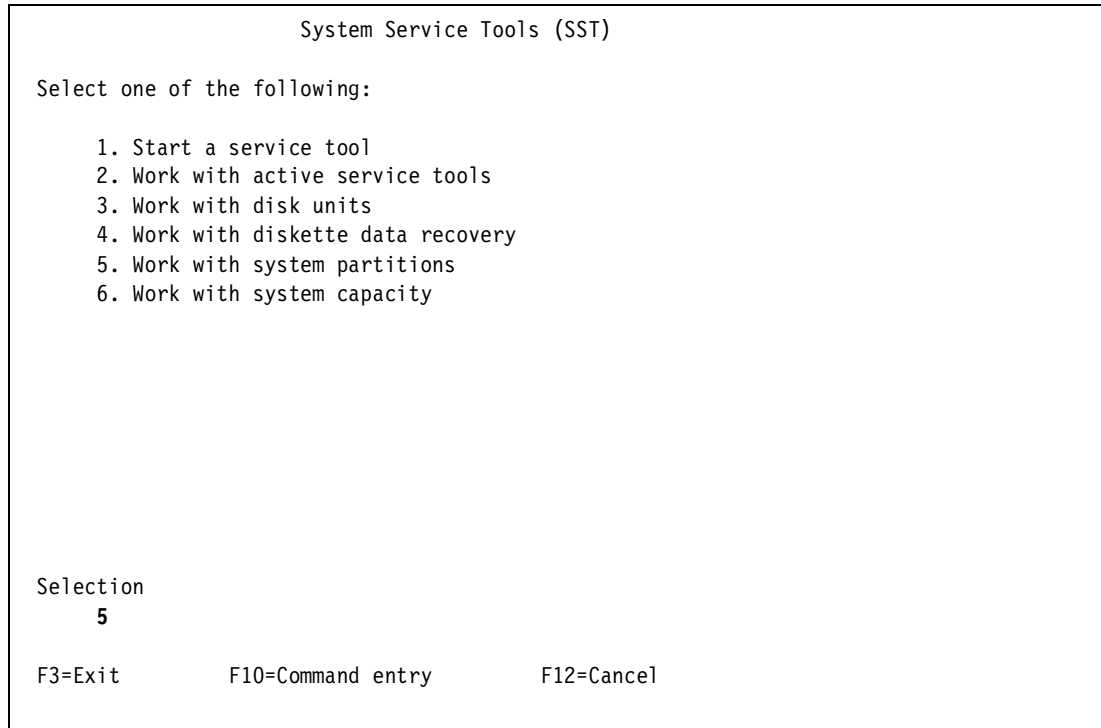 System Service Tools (SST)
Select one of the following:
1. Start a service tool
2. Work with active service tools
3. Work with disk units
4. Work with diskette data recovery
5. Work with system partitions
6. Work with system capacity
Selection
5
F3=Exit F10=Command entry F12=Cancel